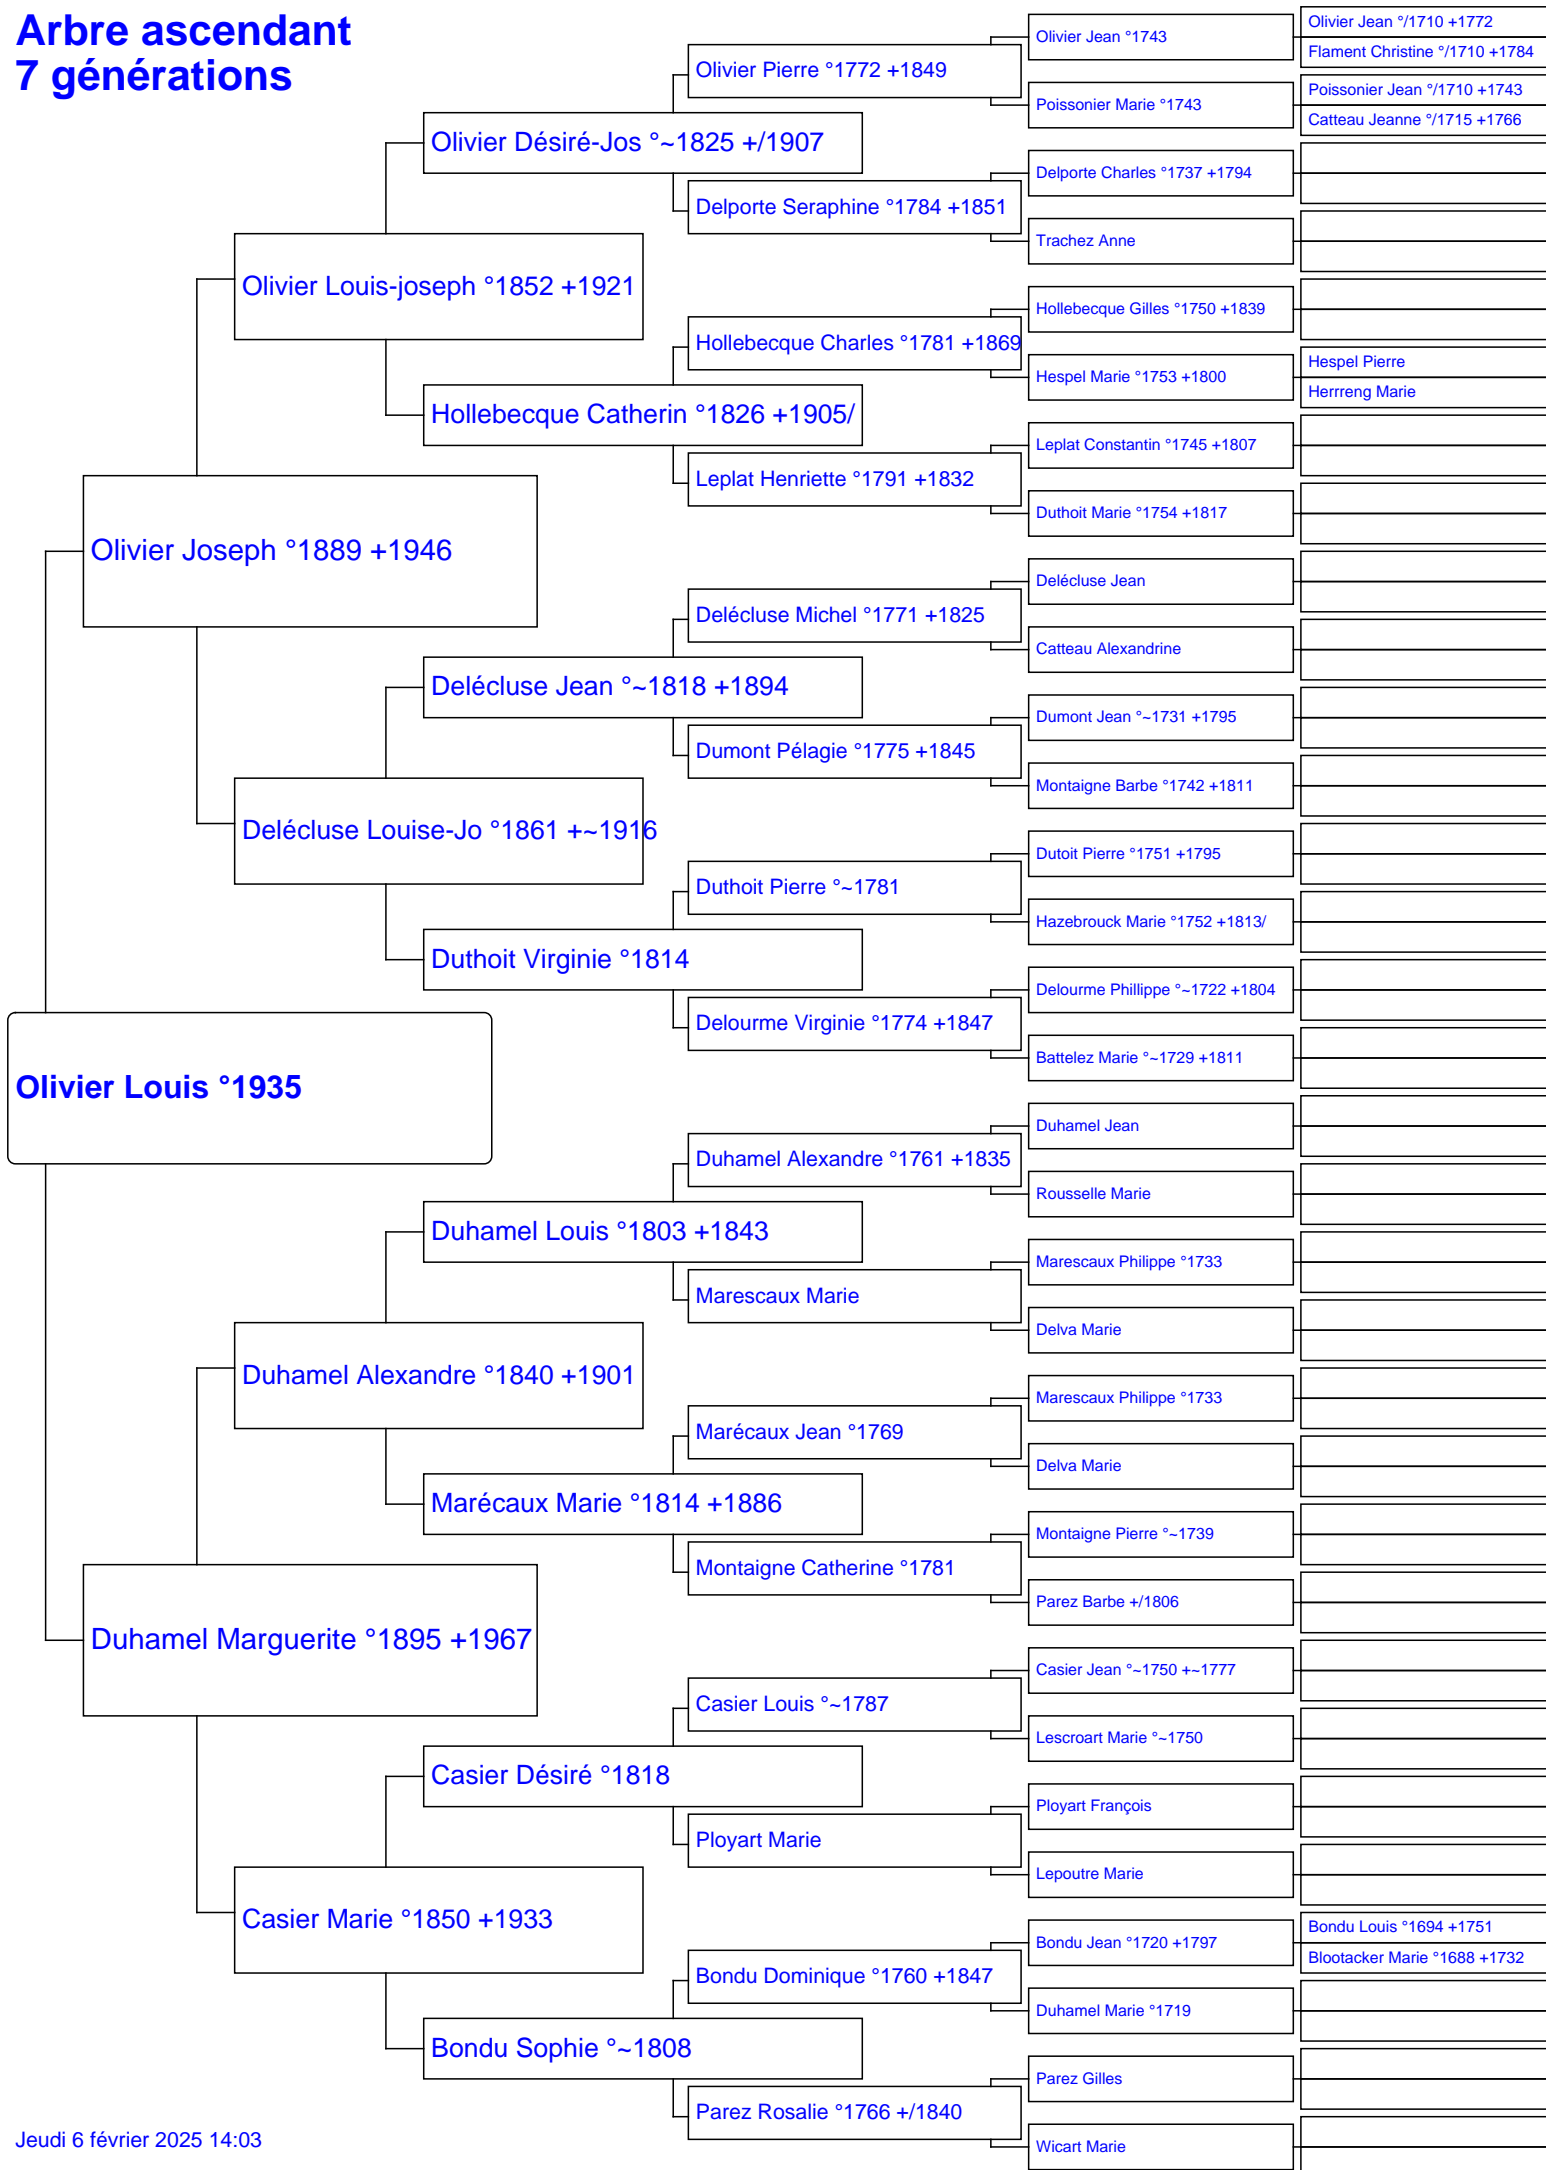 Arbre ascendant
7 générations
Olivier Louis °1935
Olivier Joseph °1889 +1946
Duhamel Marguerite °1895 +1967
Olivier Louis-joseph °1852 +1921
Delécluse Louise-Jo °1861 +~1916
Duhamel Alexandre °1840 +1901
Casier Marie °1850 +1933
Olivier Désiré-Jos °~1825 +/1907
Hollebecque Catherin °1826 +1905/
Delécluse Jean °~1818 +1894
Duthoit Virginie °1814
Duhamel Louis °1803 +1843
Marécaux Marie °1814 +1886
Casier Désiré °1818
Bondu Sophie °~1808
Olivier Pierre °1772 +1849
Delporte Seraphine °1784 +1851
Hollebecque Charles °1781 +1869
Leplat Henriette °1791 +1832
Delécluse Michel °1771 +1825
Dumont Pélagie °1775 +1845
Duthoit Pierre °~1781
Delourme Virginie °1774 +1847
Duhamel Alexandre °1761 +1835
Marescaux Marie
Marécaux Jean °1769
Montaigne Catherine °1781
Casier Louis °~1787
Ployart Marie
Bondu Dominique °1760 +1847
Parez Rosalie °1766 +/1840
Olivier Jean °1743
Poissonier Marie °1743
Delporte Charles °1737 +1794
Trachez Anne
Hollebecque Gilles °1750 +1839
Hespel Marie °1753 +1800
Leplat Constantin °1745 +1807
Duthoit Marie °1754 +1817
Delécluse Jean
Catteau Alexandrine
Dumont Jean °~1731 +1795
Montaigne Barbe °1742 +1811
Dutoit Pierre °1751 +1795
Hazebrouck Marie °1752 +1813/
Delourme Phillippe °~1722 +1804
Battelez Marie °~1729 +1811
Duhamel Jean
Rousselle Marie
Marescaux Philippe °1733
Delva Marie
Marescaux Philippe °1733
Delva Marie
Montaigne Pierre °~1739
Parez Barbe +/1806
Casier Jean °~1750 +~1777
Lescroart Marie °~1750
Ployart François
Lepoutre Marie
Bondu Jean °1720 +1797
Duhamel Marie °1719
Parez Gilles
Wicart Marie
Olivier Jean °/1710 +1772
Flament Christine °/1710 +1784
Poissonier Jean °/1710 +1743
Catteau Jeanne °/1715 +1766
Hespel Pierre
Herrreng Marie
Bondu Louis °1694 +1751
Blootacker Marie °1688 +1732
Jeudi 6 février 2025 14:03